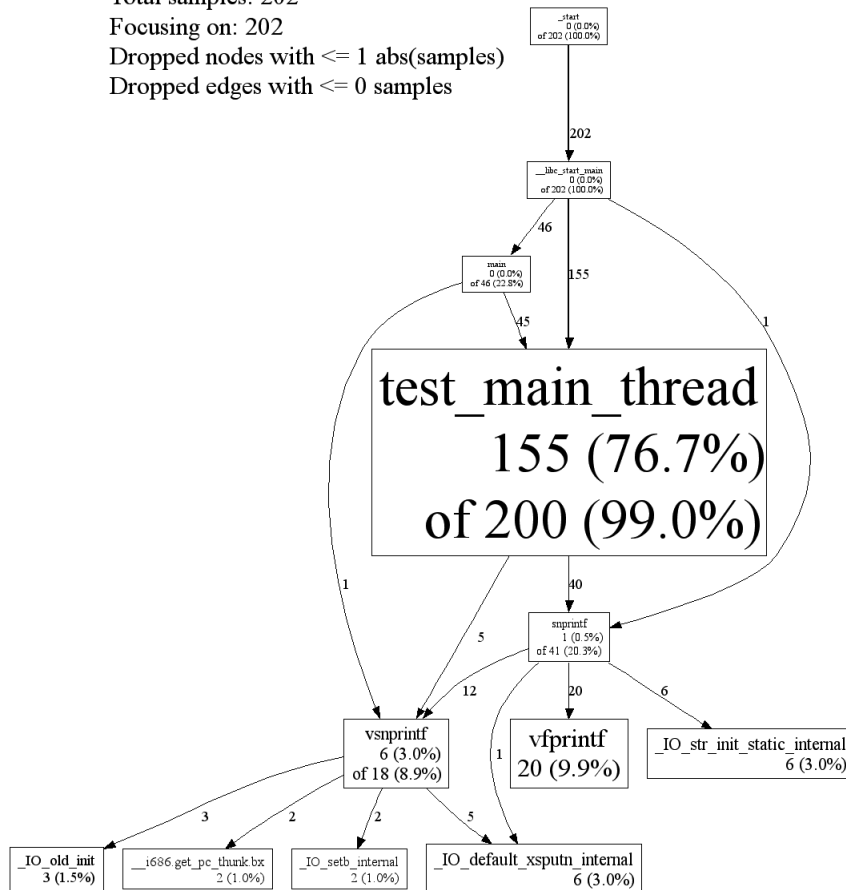 Total samples: 202
Focusing on: 202
Dropped nodes with <= 1 abs(samples)
Dropped edges with <= 0 samples
_start
0 (0.0%)
of 202 (100.0%)
202
__libc_start_main
0 (0.0%)
of 202 (100.0%)
46
155
1
main
0 (0.0%)
of 46 (22.8%)
45
test_main_thread
155 (76.7%)
of 200 (99.0%)
1
40
5
snprintf
1 (0.5%)
of 41 (20.3%)
12
20
6
1
vsnprintf
6 (3.0%)
of 18 (8.9%)
vfprintf
20 (9.9%)
_IO_str_init_static_internal
6 (3.0%)
3
2
2
5
_IO_old_init
3 (1.5%)
__i686.get_pc_thunk.bx
2 (1.0%)
_IO_setb_internal
2 (1.0%)
_IO_default_xsputn_internal
6 (3.0%)